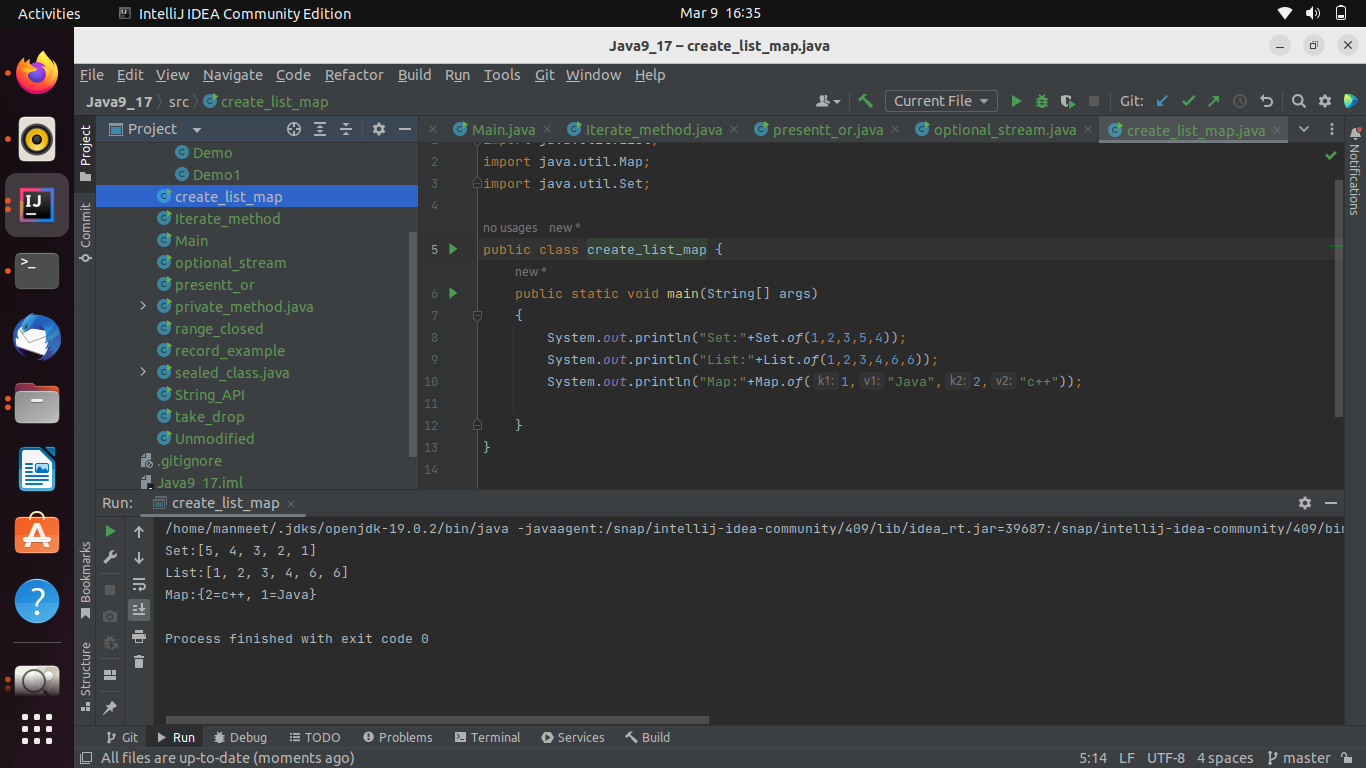 Activities IntelliJ IDEA Community Edition Mar 9 16:35
Java9_17 – create_list_map.java
File Edit View Navigate Code Refactor Build Run Tools Git Window Help
Java9_17 src create_list_map Current File Git:
Project
Main.java Iterate_method.java presentt_or.java optional_stream.java create_list_map.java
Project
Commit
Bookmarks
Structure
Notifications
Demo
Demo1
create_list_map
Iterate_method
Main
optional_stream
presentt_or
private_method.java
range_closed
record_example
sealed_class.java
String_API
take_drop
Unmodified
.gitignore
Java9_17.iml
2 import java.util.Map;
3 import java.util.Set;
4
no usages new *
5 public class create_list_map {
new *
6 public static void main(String[] args)
7 {
8 System.out.println("Set:"+Set.of(1,2,3,5,4));
9 System.out.println("List:"+List.of(1,2,3,4,6,6));
10 System.out.println("Map:"+Map.of( k1: 1, v1: "Java", k2: 2, v2: "c++"));
11
12 }
13 }
14
Run: create_list_map
/home/manmeet/.jdks/openjdk-19.0.2/bin/java -javaagent:/snap/intellij-idea-community/409/lib/idea_rt.jar=39687:/snap/intellij-idea-community/409/bin
Set:[5, 4, 3, 2, 1]
List:[1, 2, 3, 4, 6, 6]
Map:{2=c++, 1=Java}
Process finished with exit code 0
Git Run Debug TODO Problems Terminal Services Build
All files are up-to-date (moments ago) 5:14 LF UTF-8 4 spaces master